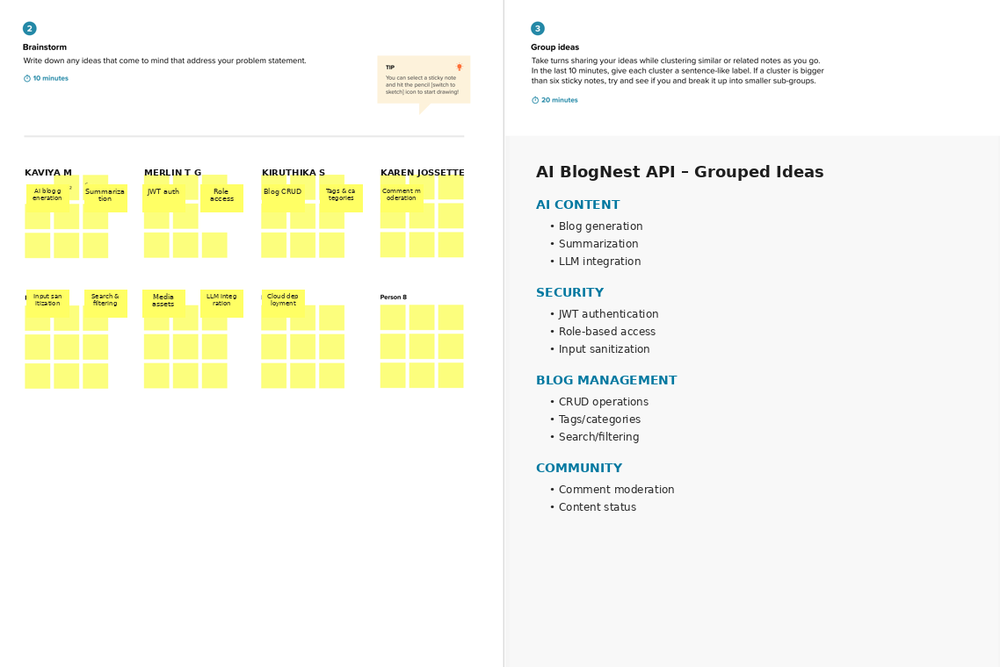 2
Brainstorm
Write down any ideas that come to mind that address your problem statement.
10 minutes
TIP
You can select a sticky note
and hit the pencil [switch to
sketch] icon to start drawing!
KAVIYA M
MERLIN T G
KIRUTHIKA S
KAREN JOSSETTE
AI blog g
eneration
Summariza
tion
JWT auth
Role
access
Blog CRUD
Tags & ca
tegories
Comment m
oderation
Input san
itization
Search &
filtering
Media
assets
LLM integ
ration
Cloud dep
loyment
Person 8
3
Group ideas
Take turns sharing your ideas while clustering similar or related notes as you go.
In the last 10 minutes, give each cluster a sentence-like label. If a cluster is bigger
than six sticky notes, try and see if you and break it up into smaller sub-groups.
20 minutes
AI BlogNest API – Grouped Ideas
AI CONTENT
• Blog generation
• Summarization
• LLM integration
SECURITY
• JWT authentication
• Role-based access
• Input sanitization
BLOG MANAGEMENT
• CRUD operations
• Tags/categories
• Search/filtering
COMMUNITY
• Comment moderation
• Content status